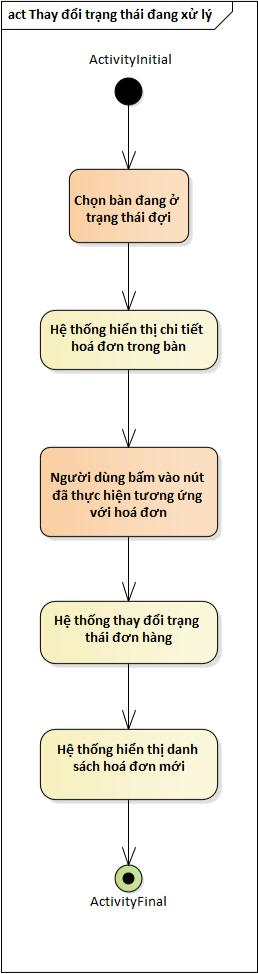 act Thay đổi trạng thái đang xử lý
ActivityInitial
Chọn bàn đang ở
trạng thái đợi
Hệ thống hiển thị chi tiết
hoá đơn trong bàn
Người dùng bấm vào nút
đã thực hiện tương ứng
với hoá đơn
Hệ thống thay đổi trạng
thái đơn hàng
Hệ thống hiển thị danh
sách hoá đơn mới
ActivityFinal